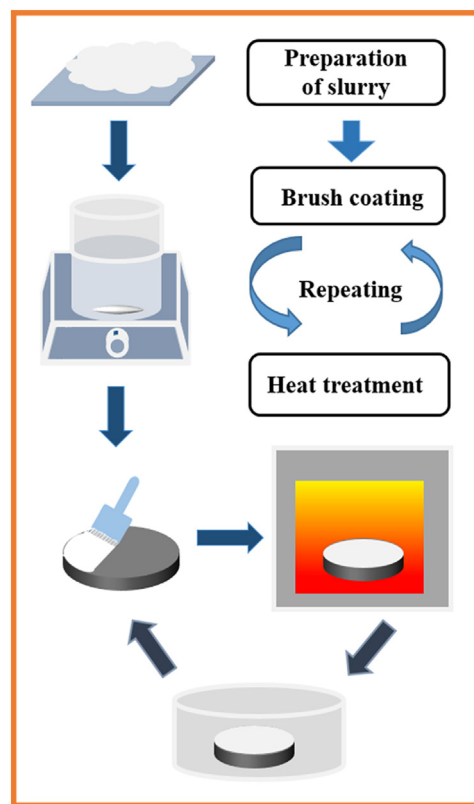 Preparation
of slurry
Brush coating
Repeating
Heat treatment